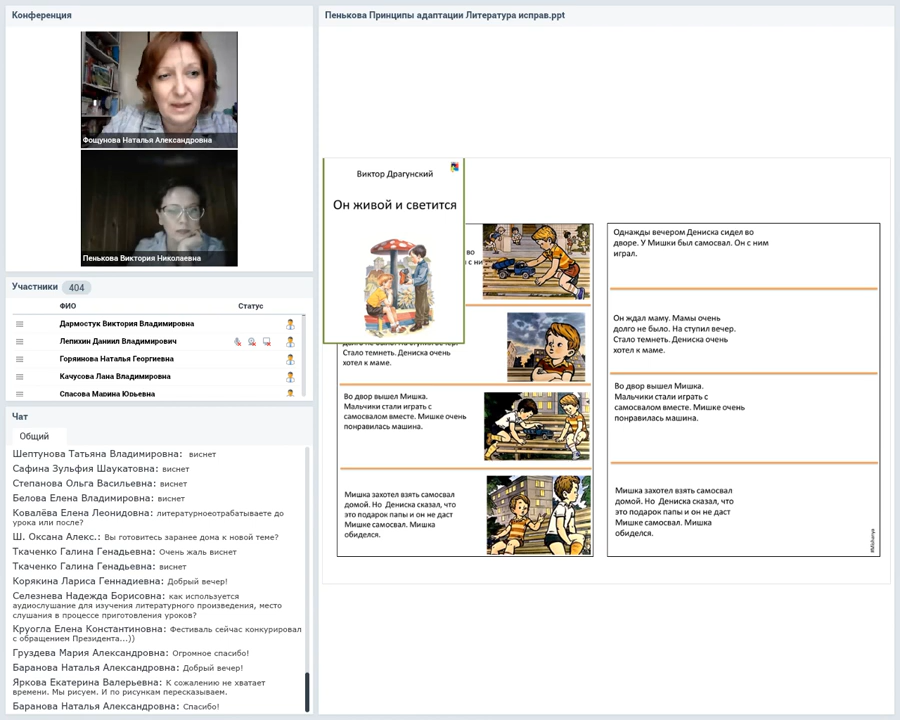 Конференция
Фощунова Наталья Александровна
Пенькова Виктория Николаевна
Участники 404
ФИО Статус
Дармостук Виктория Владимировна
Лепихин Даниил Владимирович
Горяинова Наталья Георгиевна
Качусова Лана Владимировна
Спасова Марина Юрьевна
Чат
Общий
Шептунова Татьяна Владимировна: виснет
Сафина Зульфия Шаукатовна: виснет
Степанова Ольга Васильевна: виснет
Белова Елена Владимировна: виснет
Ковалёва Елена Леонидовна: литературноеотрабатываете до
урока или после?
Ш. Оксана Алекс.: Вы готовитесь заранее дома к новой теме?
Ткаченко Галина Генадьевна: Очень жаль виснет
Ткаченко Галина Генадьевна: виснет
Корякина Лариса Геннадиевна: Добрый вечер!
Селезнева Надежда Борисовна: как используется
аудиослушание для изучения литературного произведения, место
слушания в процессе приготовления уроков?
Круогла Елена Константиновна: Фестиваль сейчас конкурировал
с обращением Президента...))
Груздева Мария Александровна: Огромное спасибо!
Баранова Наталья Александровна: Добрый вечер!
Яркова Екатерина Валерьевна: К сожалению не хватает
времени. Мы рисуем. И по рисункам пересказываем.
Баранова Наталья Александровна: Спасибо!
Пенькова Принципы адаптации Литература исправ.ppt
Виктор Драгунский
Он живой и светится
во
с ни
Стало темнеть. Дениска очень
хотел к маме.
Во двор вышел Мишка.
Мальчики стали играть с
самосвалом вместе. Мишке очень
понравилась машина.
Мишка захотел взять самосвал
домой. Но Дениска сказал, что
это подарок папы и он не даст
Мишке самосвал. Мишка
обиделся.
Однажды вечером Дениска сидел во
дворе. У Мишки был самосвал. Он с ним
играл.
Он ждал маму. Мамы очень
долго не было. На ступил вечер.
Стало темнеть. Дениска очень
хотел к маме.
Во двор вышел Мишка.
Мальчики стали играть с
самосвалом вместе. Мишке очень
понравилась машина.
Мишка захотел взять самосвал
домой. Но Дениска сказал, что
это подарок папы и он не даст
Мишке самосвал. Мишка
обиделся.